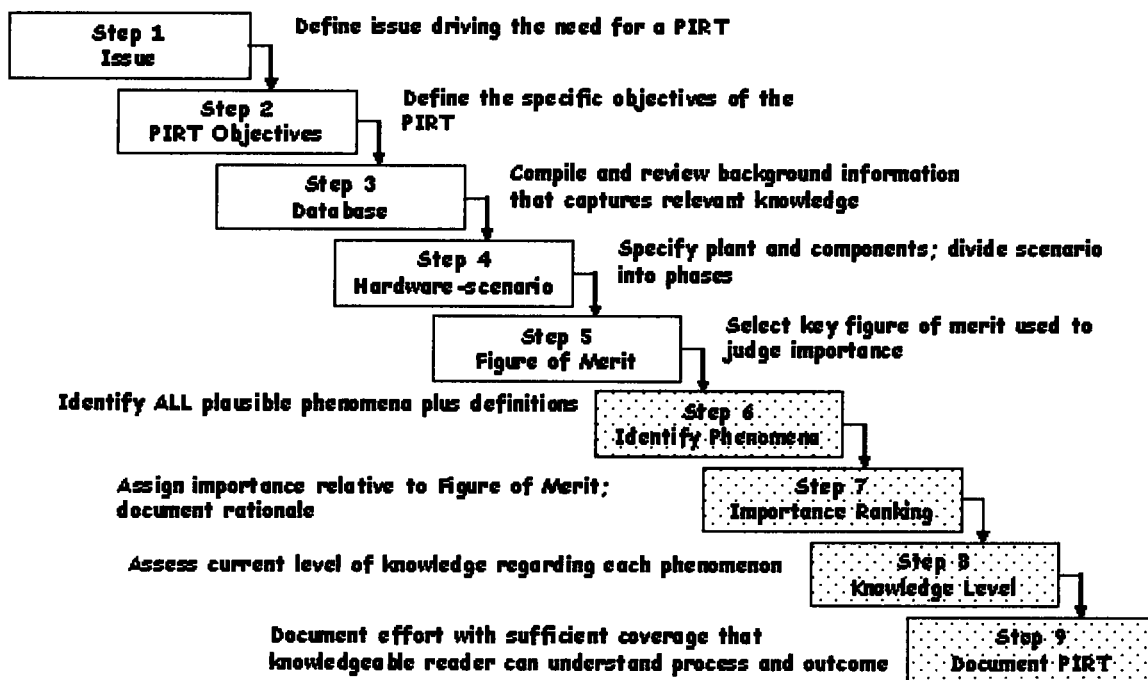 Step 1
Issue
Define issue driving the need for a PIRT
Step 2
PIRT Objectives
Define the specific objectives of the
PIRT
Step 3
Database
Compile and review background information
that captures relevant knowledge
Step 4
Hardware-scenario
Specify plant and components; divide scenario
into phases
Step 5
Figure of Merit
Select key figure of merit used to
judge importance
Identify ALL plausible phenomena plus definitions
Step 6
Identify Phenomena
Assign importance relative to Figure of Merit;
document rationale
Step 7
Importance Ranking
Assess current level of knowledge regarding each phenomenon
Step 8
Knowledge Level
Document effort with sufficient coverage that
knowledgeable reader can understand process and outcome
Step 9
Document PIRT